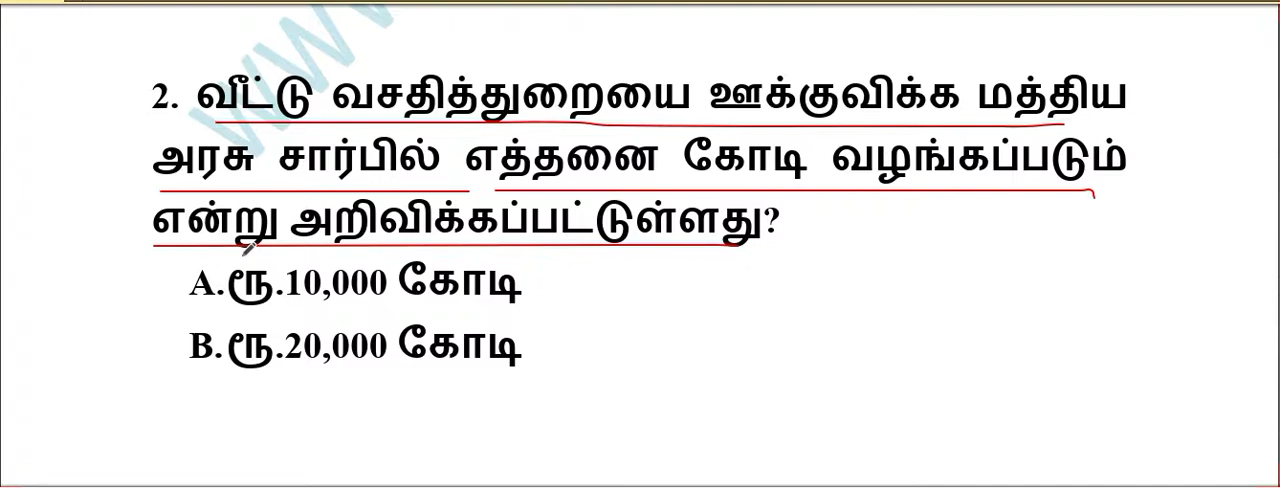 WW
2. வீட்டு வசதித்துறையை ஊக்குவிக்க மத்திய
அரசு சார்பில் எத்தனை கோடி வழங்கப்படும்
என்று அறிவிக்கப்பட்டுள்ளது?
A.ரூ.10,000 கோடி
B.ரூ.20,000 கோடி